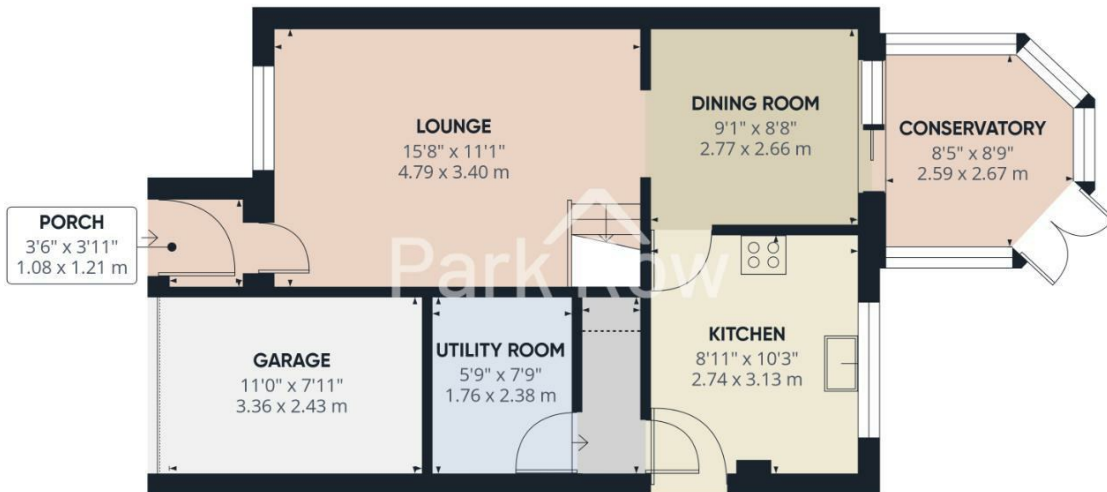 LOUNGE
15'8" x 11'1"
4.79 x 3.40 m
DINING ROOM
9'1" x 8'8"
2.77 x 2.66 m
CONSERVATORY
8'5" x 8'9"
2.59 x 2.67 m
PORCH
3'6" x 3'11"
1.08 x 1.21 m
Park Row
GARAGE
11'0" x 7'11"
3.36 x 2.43 m
UTILITY ROOM
5'9" x 7'9"
1.76 x 2.38 m
KITCHEN
8'11" x 10'3"
2.74 x 3.13 m